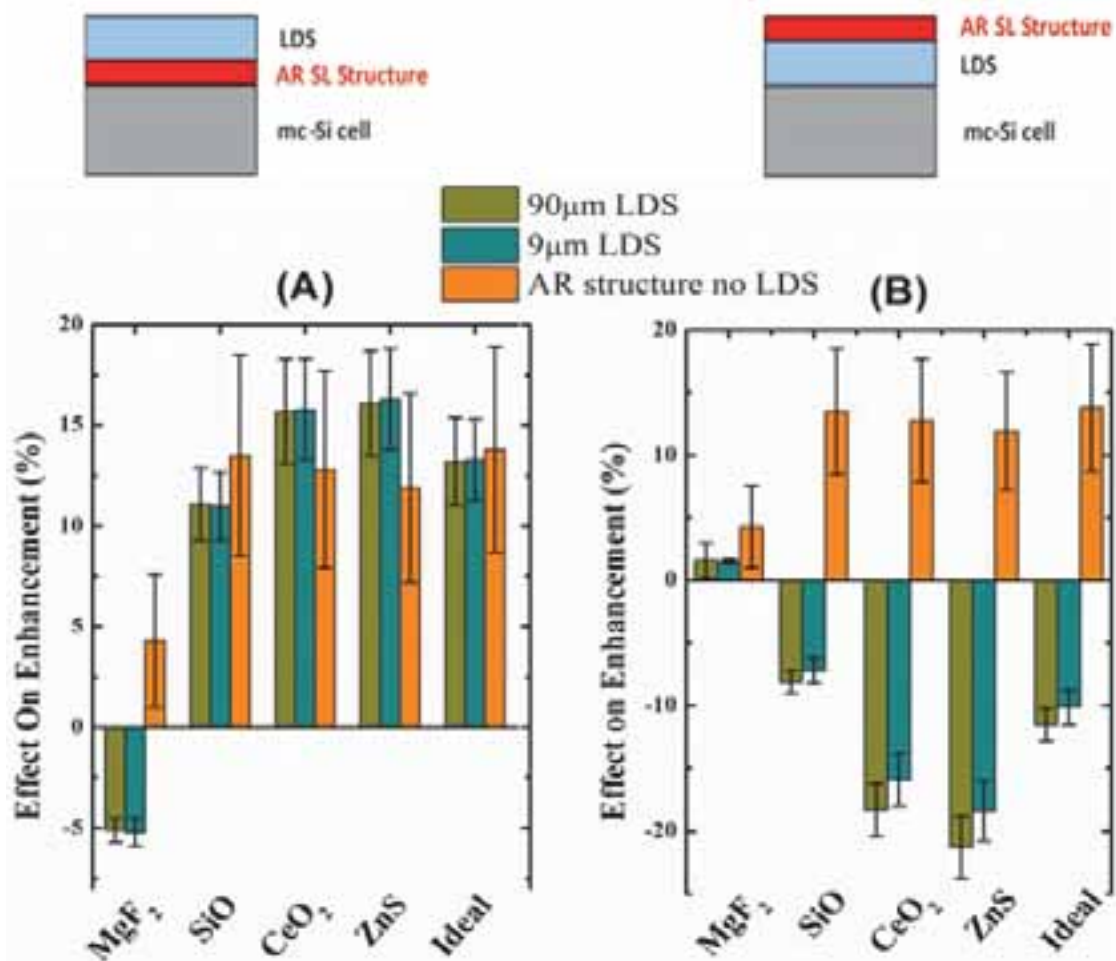 LDS
AR SL Structure
mc-Si cell
AR SL Structure
LDS
mc-Si cell
90μm LDS
9μm LDS
AR structure no LDS
(A)
(B)
Effect On Enhancement (%)
20
15
10
5
0
-5
MgF₂
SiO
CeO₂
ZnS
Ideal
Effect on Enhancement (%)
20
10
0
-10
-20
MgF₂
SiO
CeO₂
ZnS
Ideal